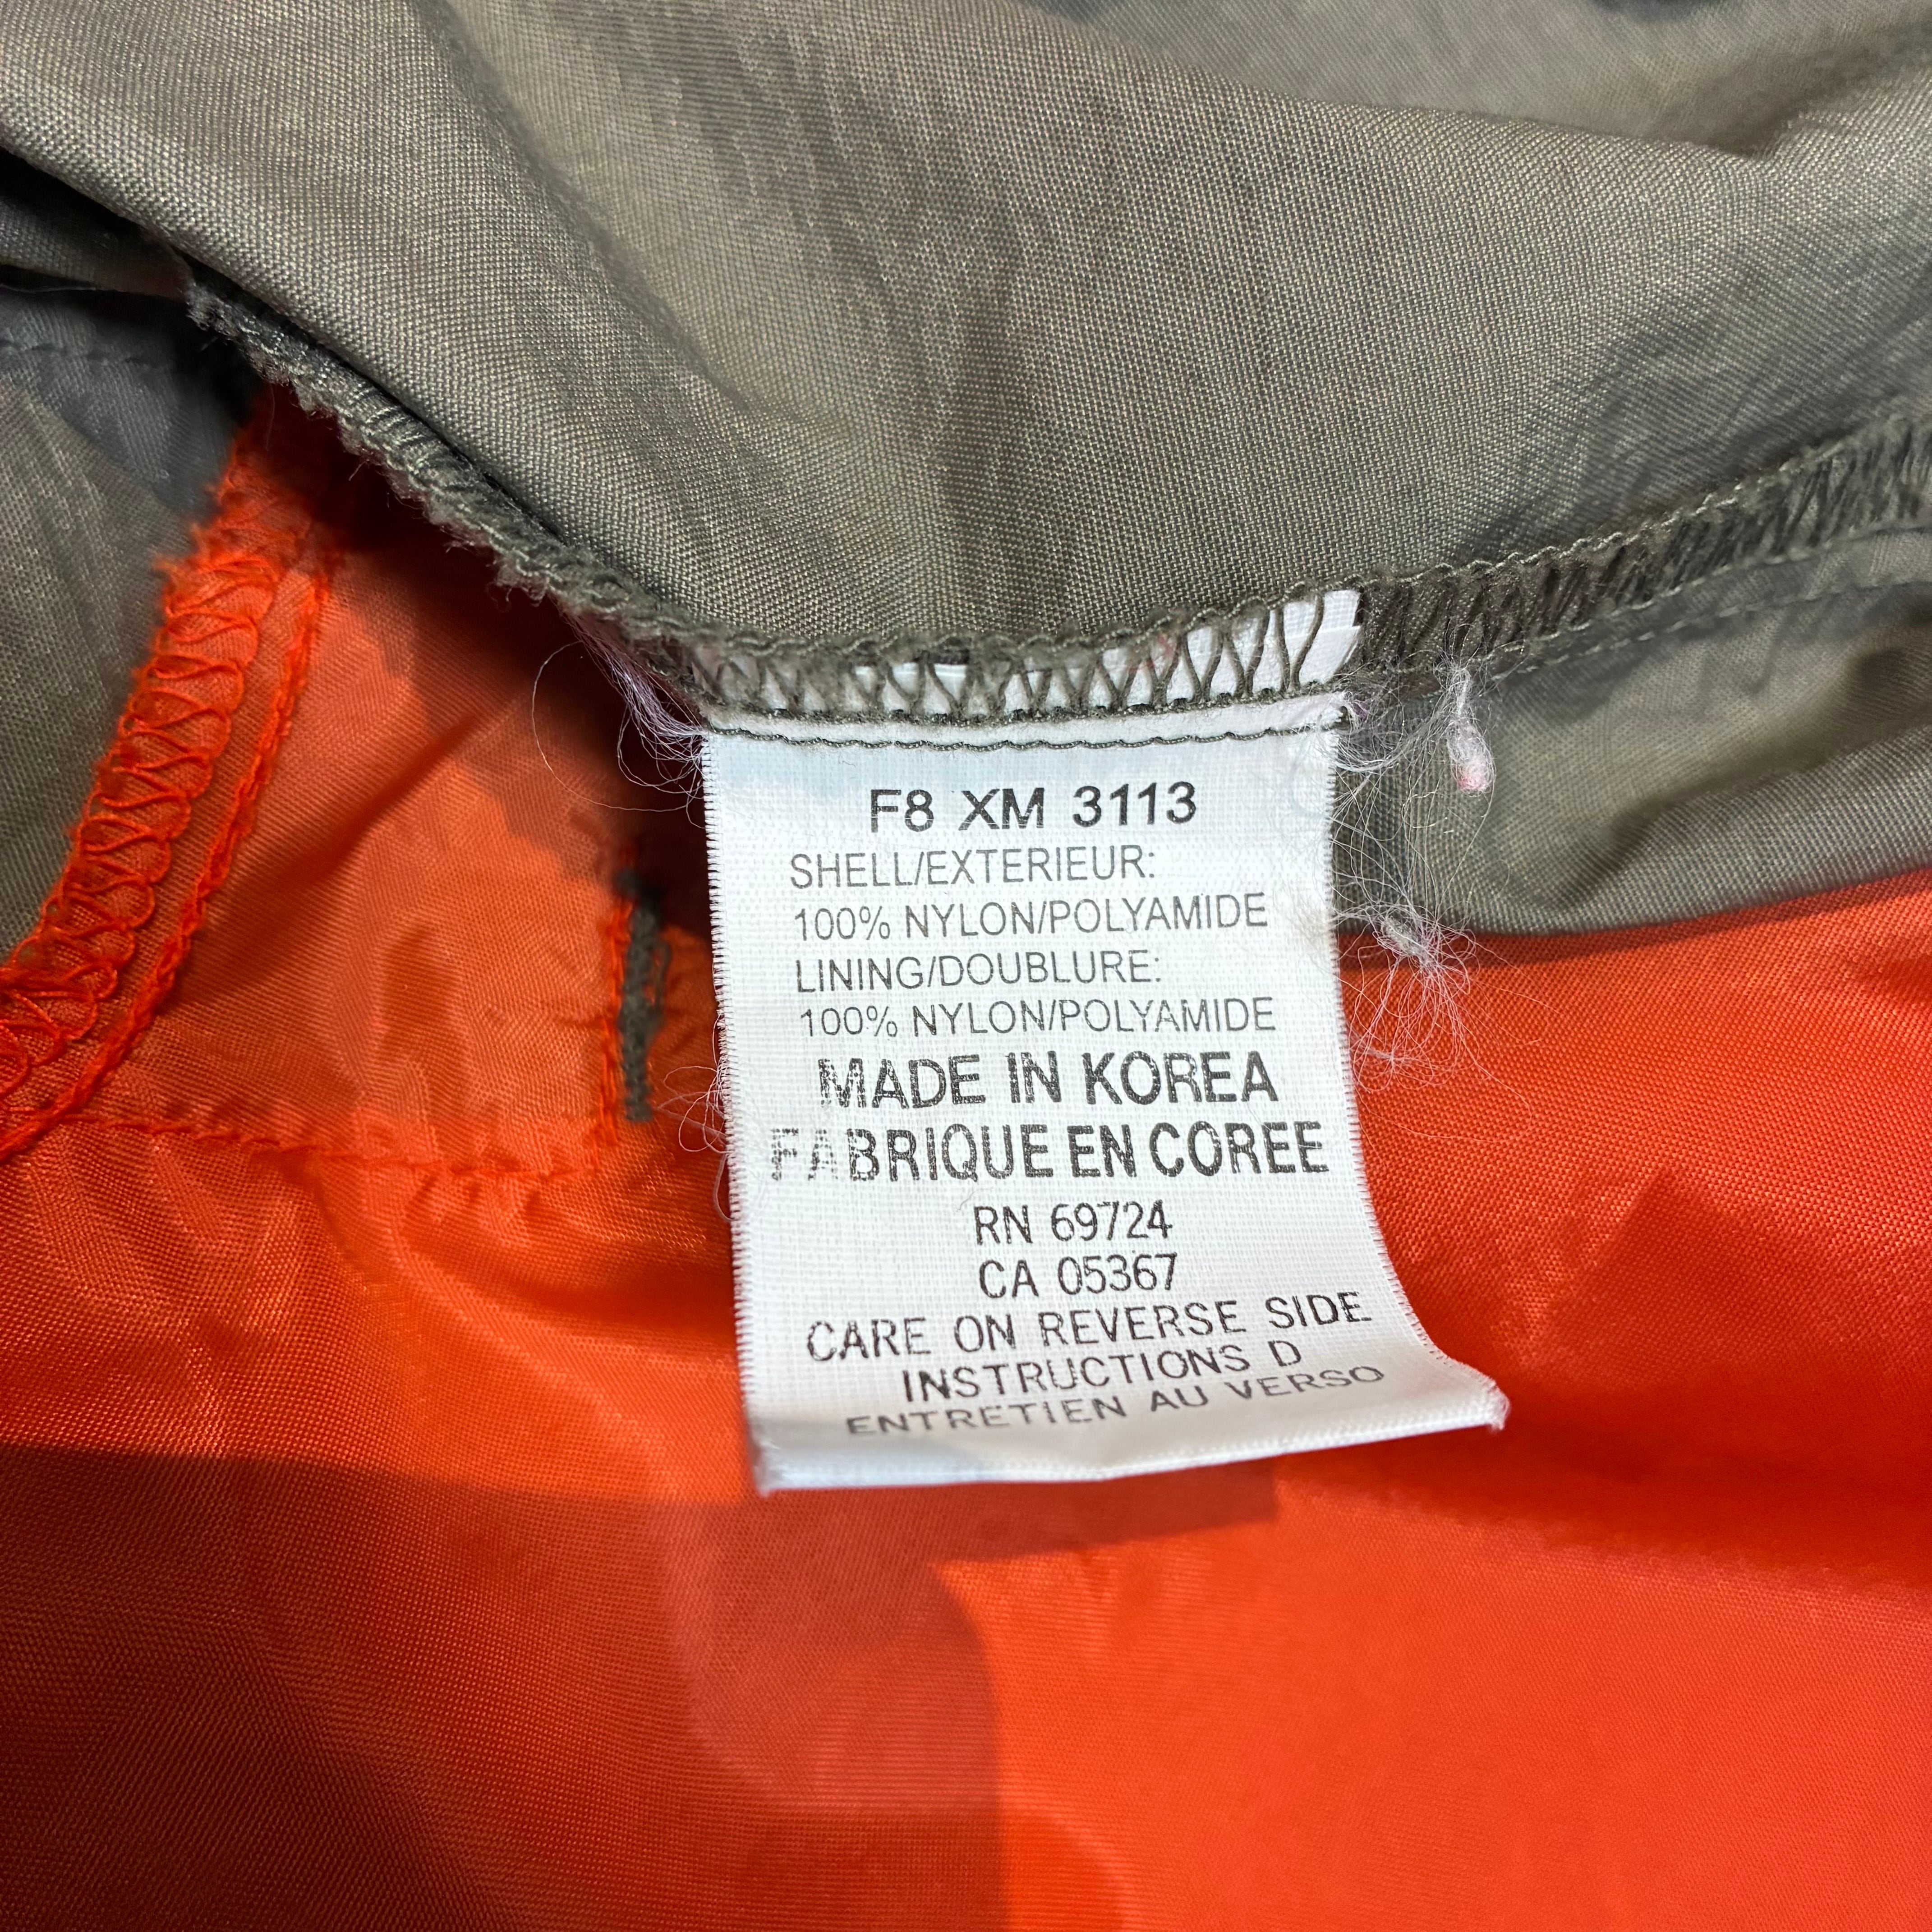 F8 XM 3113
SHELL/EXTERIEUR:
100% NYLON/POLYAMIDE
LINING/DOUBLURE:
100% NYLON/POLYAMIDE
MADE IN KOREA
FABRIQUE EN COREE
RN 69724
CA 05367
CARE ON REVERSE SIDE
INSTRUCTIONS D
ENTRETIEN AU VERSO